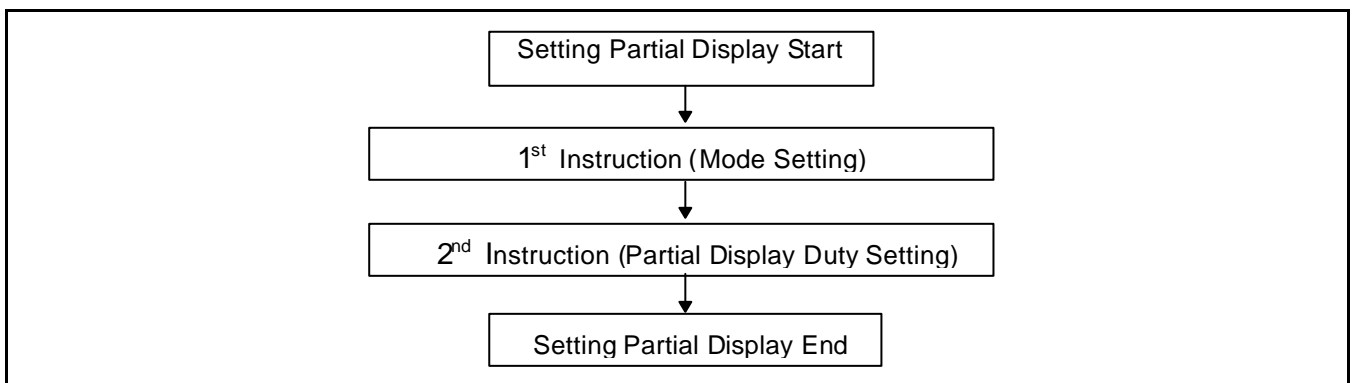 Setting Partial Display Start
1st Instruction (Mode Setting)
2nd Instruction (Partial Display Duty Setting)
Setting Partial Display End